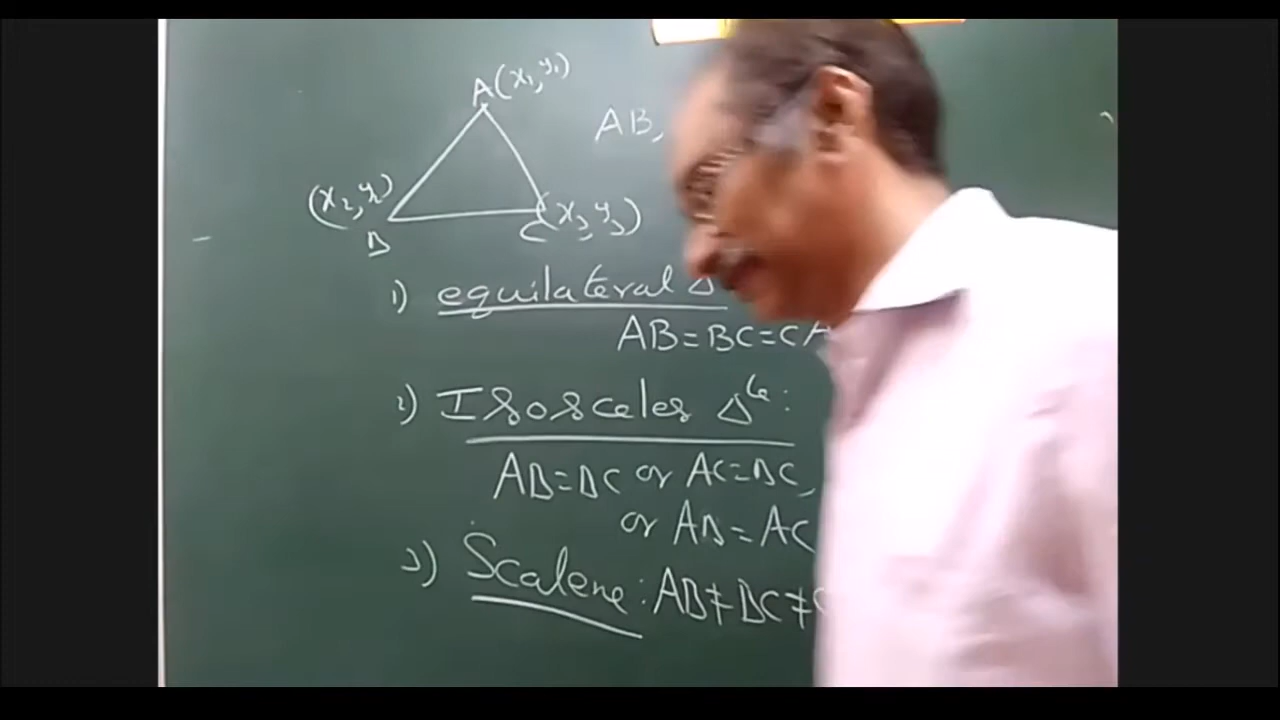 A(x₁,y₁)
AB,
(x₂,y₂)
B
C(x₃ y₃)
1) equilateral Δ
AB=BC=CA
2) Isosceles Δˡᵉ:
AB=BC or AC=BC,
or AB=AC
3) Scalene: AB≠BC≠C